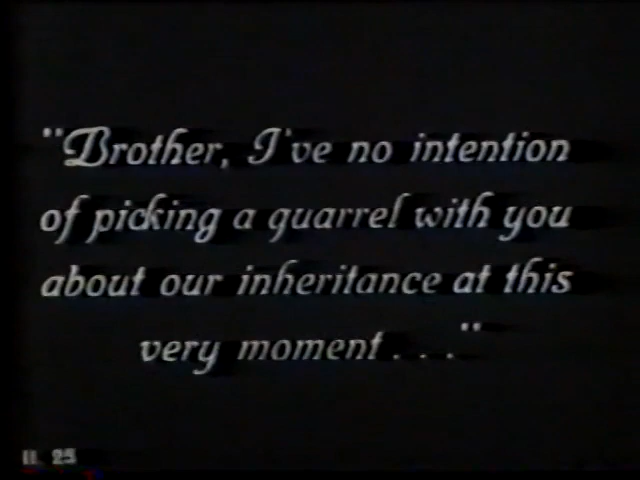 "Brother, I've no intention
of picking a quarrel with you
about our inheritance at this
very moment . . ."
II. 25